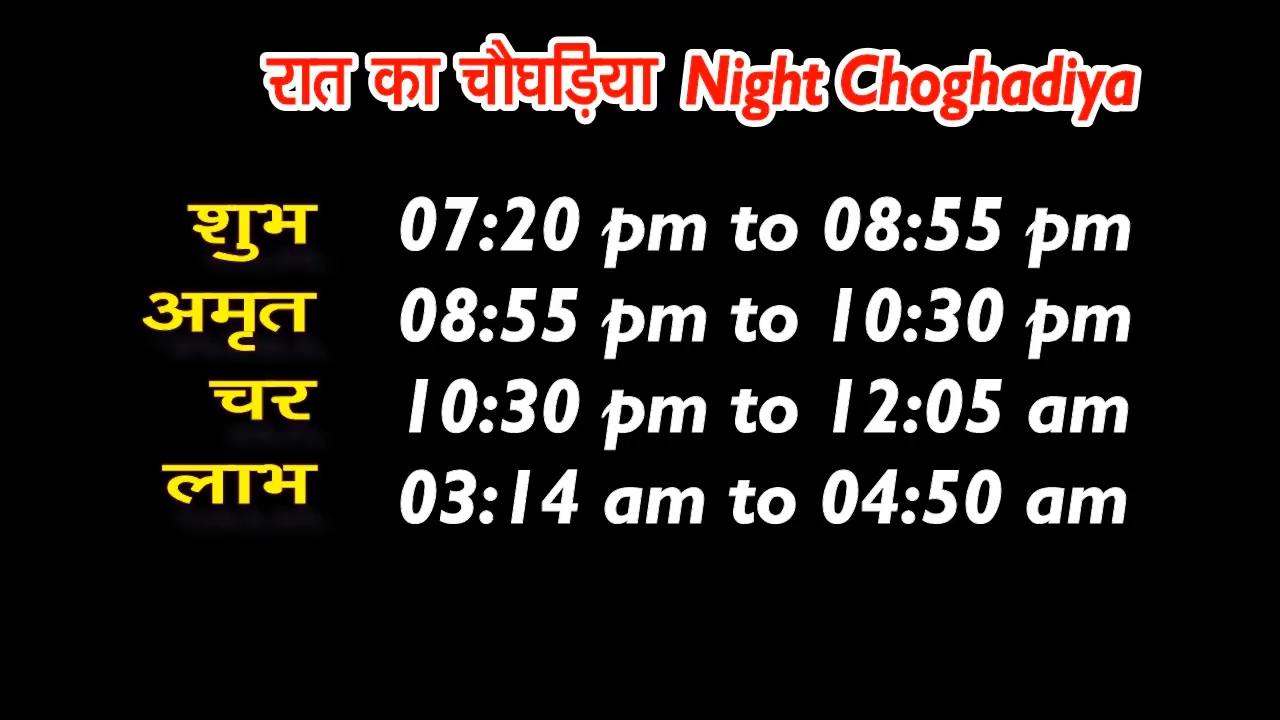 रात का चौघड़िया Night Choghadiya
शुभ 07:20 pm to 08:55 pm
अमृत 08:55 pm to 10:30 pm
चर 10:30 pm to 12:05 am
लाभ 03:14 am to 04:50 am